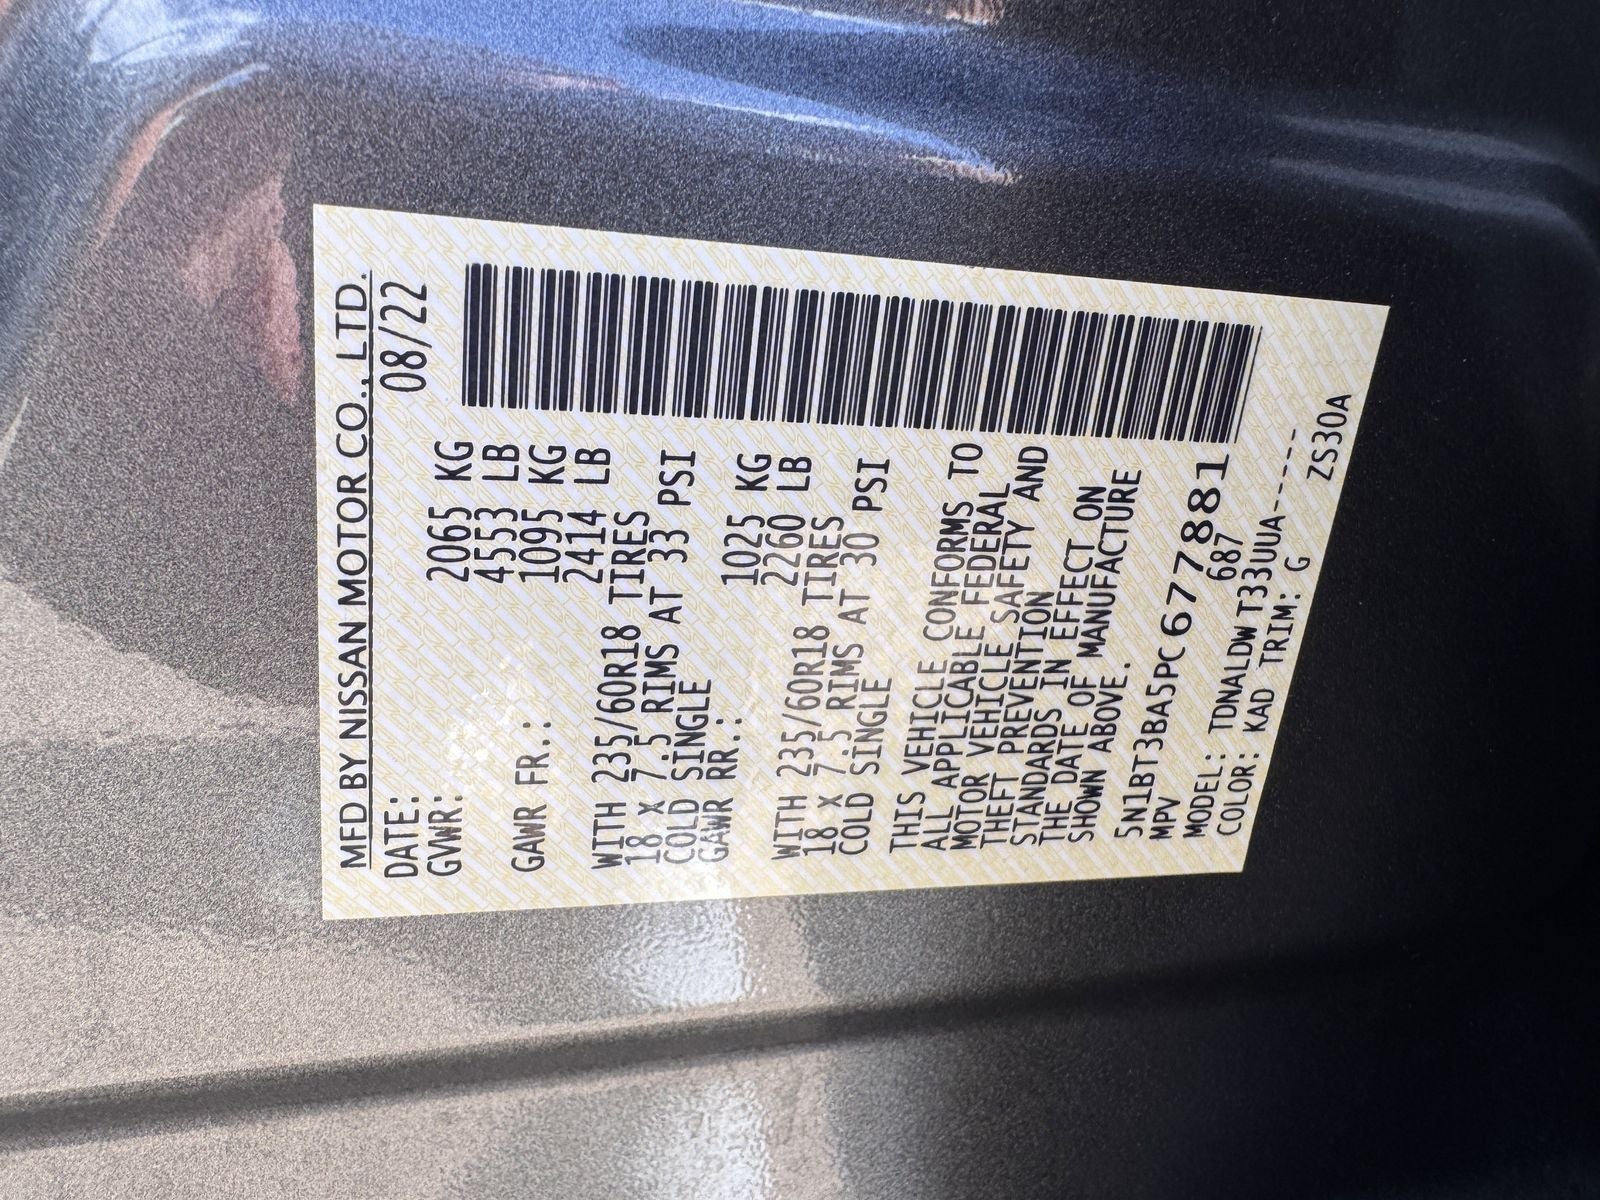 MFD BY NISSAN MOTOR CO., LTD.
DATE: 08/22
GVWR: 2065 KG
4553 LB
GAWR FR.: 1095 KG
2414 LB
WITH 235/60R18 TIRES
18 X 7.5 RIMS AT 33 PSI
COLD SINGLE
GAWR RR.: 1025 KG
2260 LB
WITH 235/60R18 TIRES
18 X 7.5 RIMS AT 30 PSI
COLD SINGLE
THIS VEHICLE CONFORMS TO
ALL APPLICABLE FEDERAL
MOTOR VEHICLE SAFETY AND
THEFT PREVENTION
STANDARDS IN EFFECT ON
THE DATE OF MANUFACTURE
SHOWN ABOVE.
5N1BT3BA5PC677881
MPV 687
MODEL: TDNALDW T33UUA-----
COLOR: KAD TRIM: G ZS30A